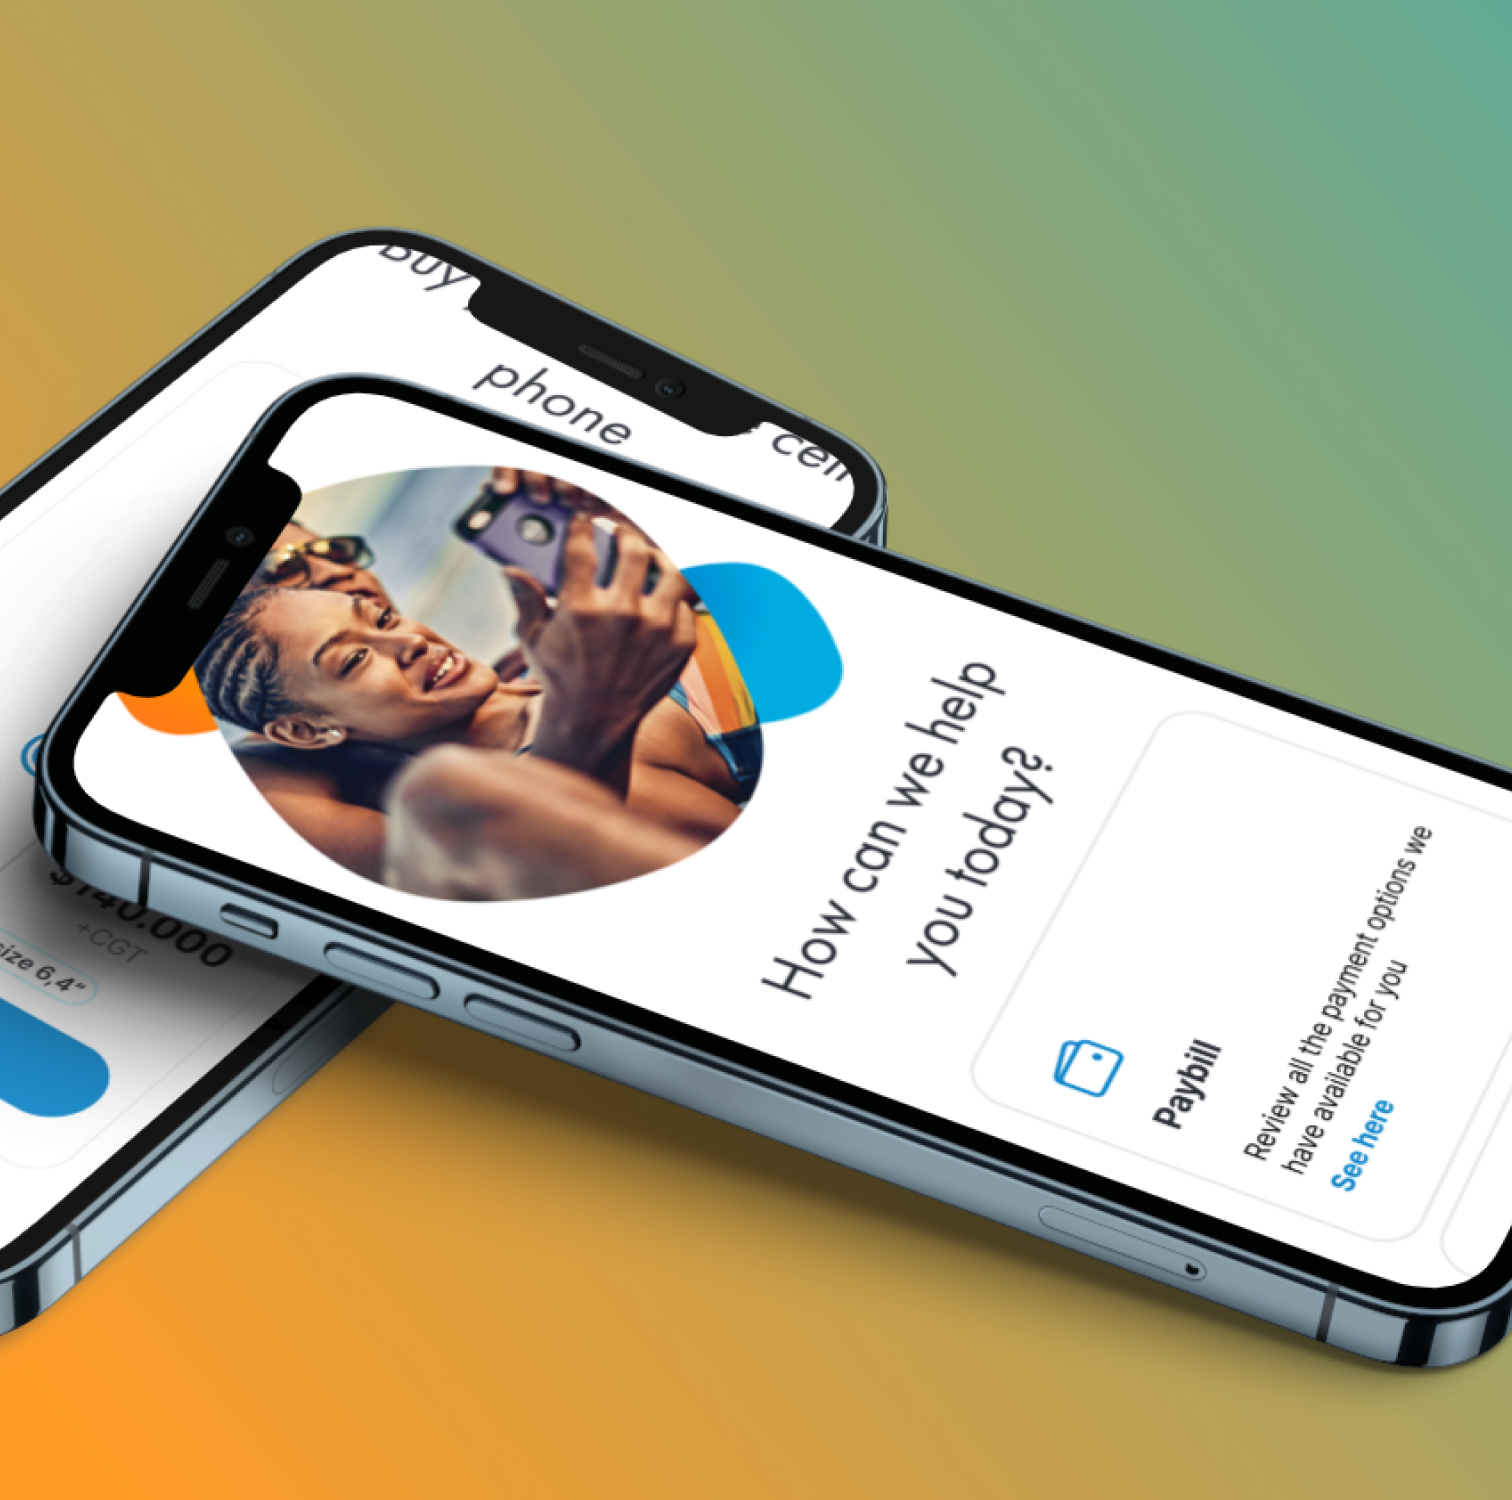 Buy
phone
How can we help
you today?
Paybill
Review all the payment options we
have available for you
See here
$140.000
+CGT
size 6,4"